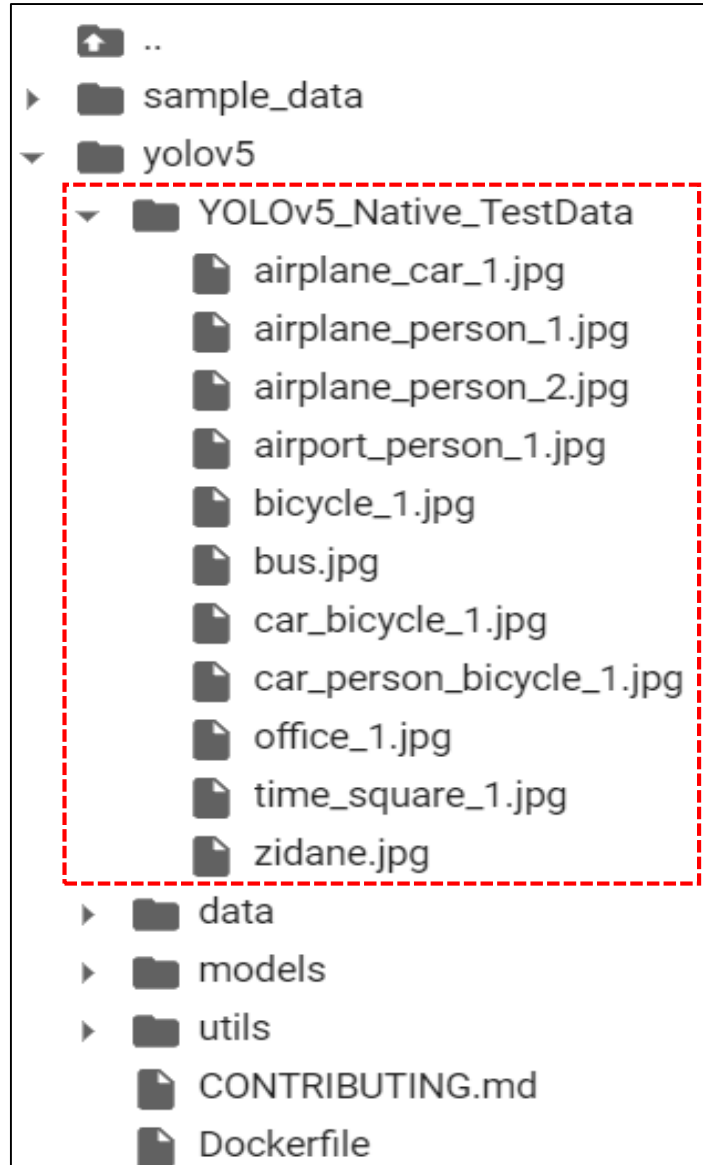 ..
sample_data
yolov5
YOLOv5_Native_TestData
airplane_car_1.jpg
airplane_person_1.jpg
airplane_person_2.jpg
airport_person_1.jpg
bicycle_1.jpg
bus.jpg
car_bicycle_1.jpg
car_person_bicycle_1.jpg
office_1.jpg
time_square_1.jpg
zidane.jpg
data
models
utils
CONTRIBUTING.md
Dockerfile